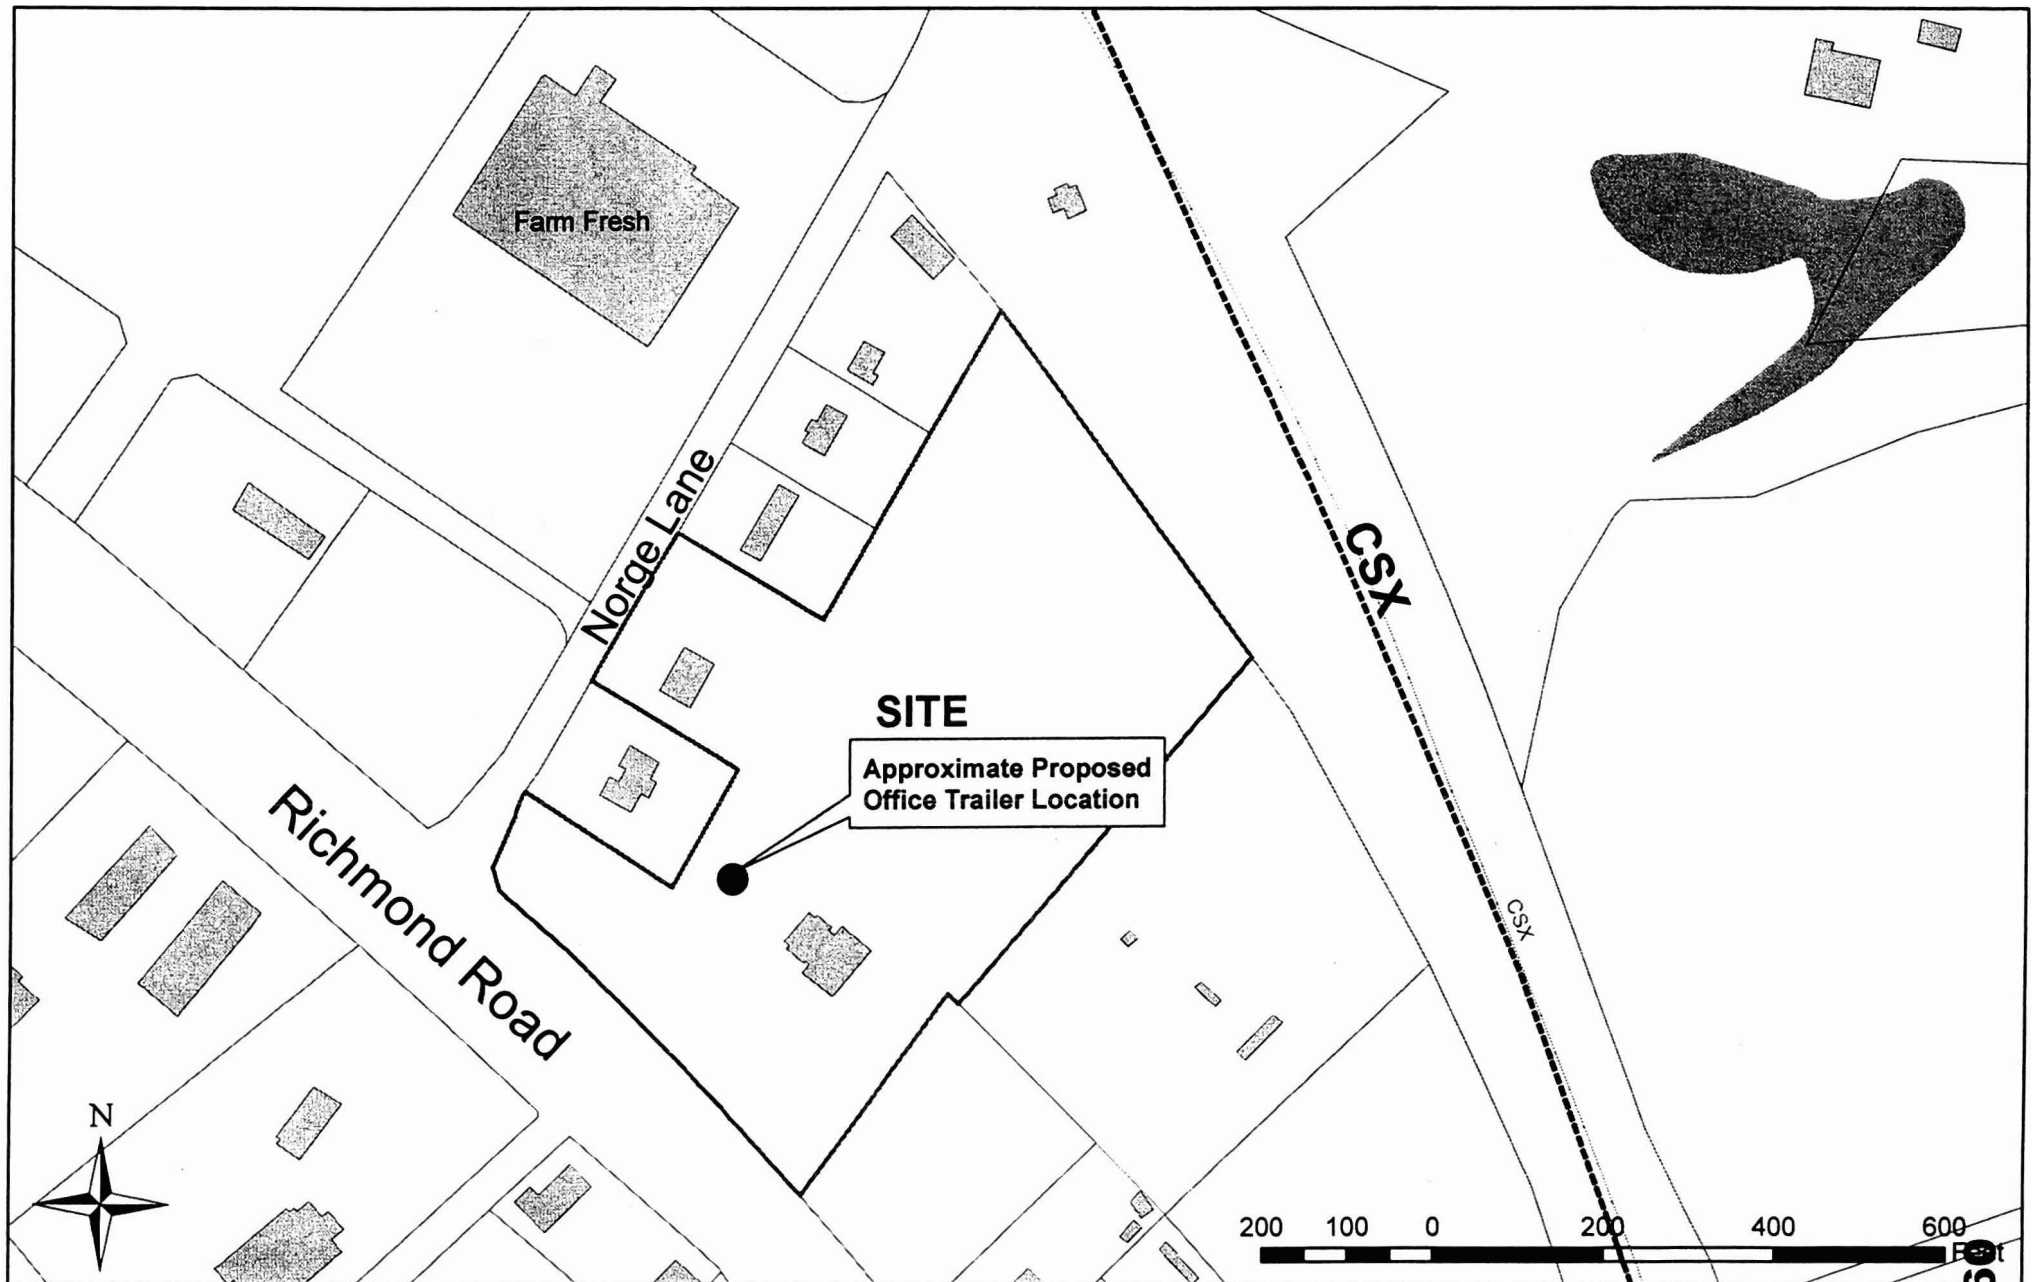 Farm Fresh
Norge Lane
CSX
SITE
Approximate Proposed
Office Trailer Location
Richmond Road
CSX
N
200 100 0 200 400 600